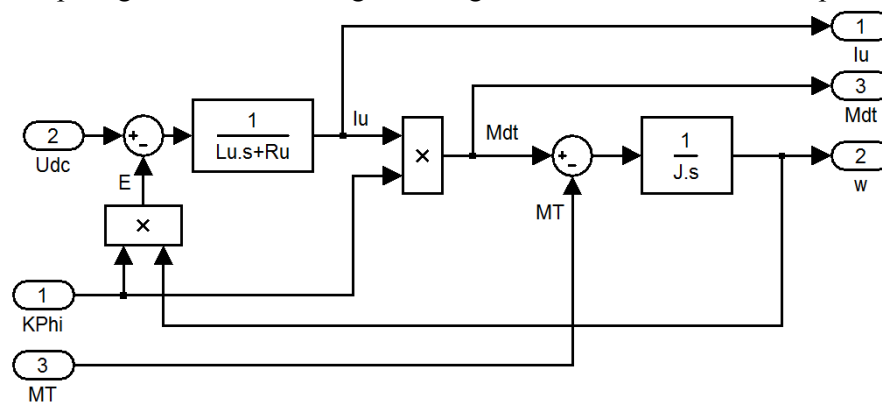 1
Iu
3
Mdt
2
Udc
+
-
1
Lu.s+Ru
Iu
×
Mdt
+
-
1
J.s
2
w
E
×
MT
1
KPhi
3
MT